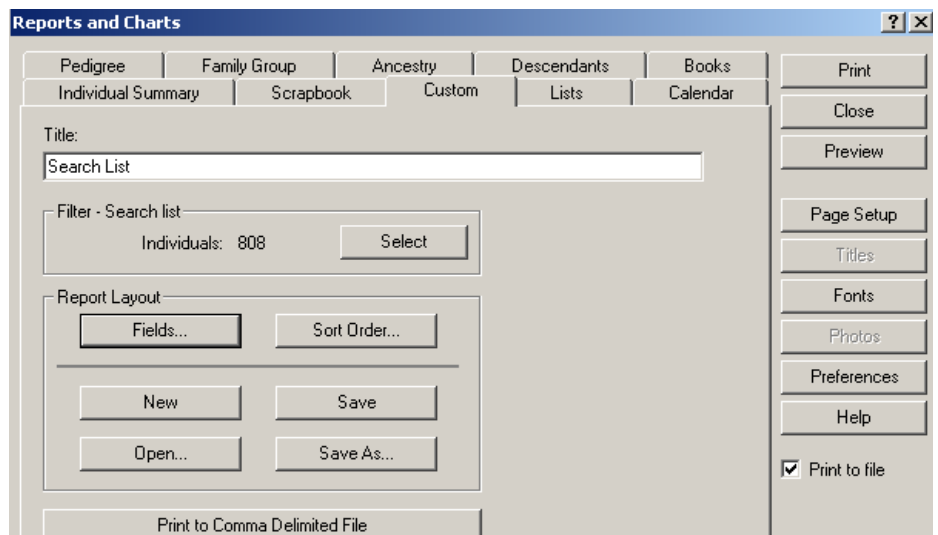 Reports and Charts
Pedigree Family Group Ancestry Descendants Books
Individual Summary Scrapbook Custom Lists Calendar
Title:
Search List
Filter - Search list
Individuals: 808 Select
Report Layout
Fields... Sort Order...
New Save
Open... Save As...
Print to Comma Delimited File
Print
Close
Preview
Page Setup
Titles
Fonts
Photos
Preferences
Help
Print to file